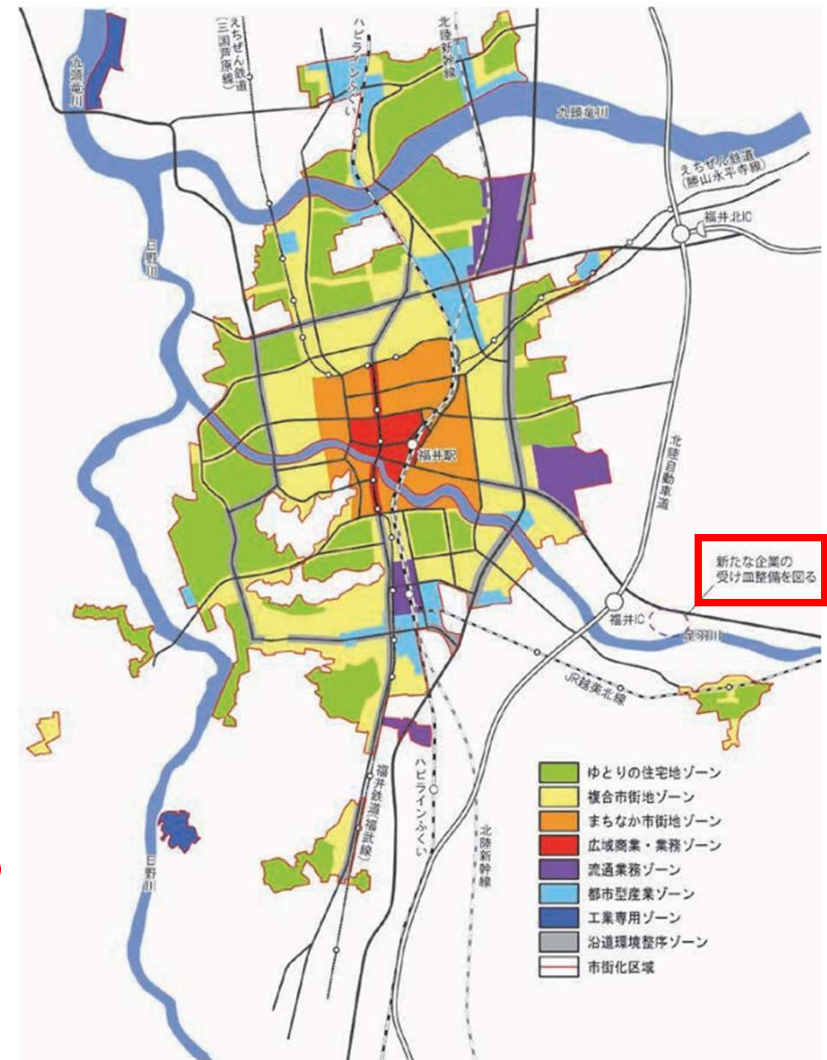 えちぜん鉄道
(三国芦原線)
ハピラインふくい
北陸新幹線
九頭竜川
九頭竜川
えちぜん鉄道
(勝山永平寺線)
福井北IC
日野川
福井駅
北陸自動車道
新たな企業の
受け皿整備を図る
福井IC
足羽川
JR越美北線
福井鉄道(福武線)
ハピラインふくい
北陸新幹線
日野川
ゆとりの住宅地ゾーン
複合市街地ゾーン
まちなか市街地ゾーン
広域商業・業務ゾーン
流通業務ゾーン
都市型産業ゾーン
工業専用ゾーン
沿道環境整序ゾーン
市街化区域